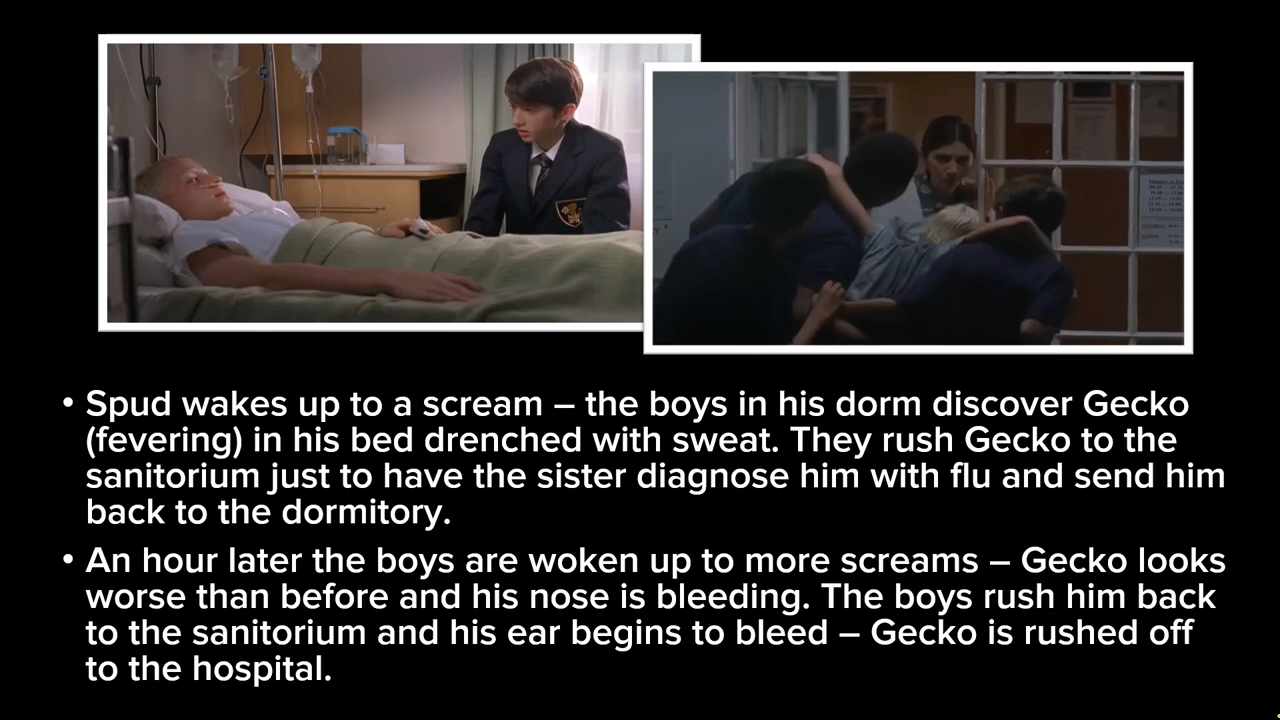 • Spud wakes up to a scream – the boys in his dorm discover Gecko
(fevering) in his bed drenched with sweat. They rush Gecko to the
sanitorium just to have the sister diagnose him with flu and send him
back to the dormitory.
• An hour later the boys are woken up to more screams – Gecko looks
worse than before and his nose is bleeding. The boys rush him back
to the sanitorium and his ear begins to bleed – Gecko is rushed off
to the hospital.